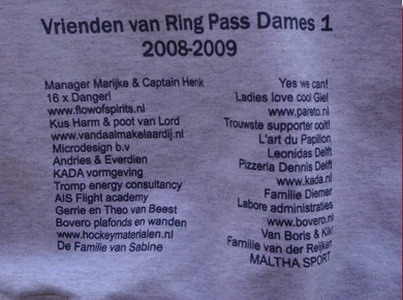 Vrienden van Ring Pass Dames 1
2008-2009
Manager Marijke & Captain Henk
16 x Danger!
www.flowofspirits.nl
Kus Harm & poot van Lord
www.vandaalmakelaardij.nl
Microdesign b.v
Andries & Everdien
KADA vormgeving
Tromp energy consultancy
AIS Flight academy
Gerrie en Theo van Beest
Bovero plafonds en wanden
www.hockeymaterialen.nl
De Familie van Sabine
Yes we can!
Ladies love cool Giel
www.pareto.nl
Trouwste supporter ooit!
L'art du Papillon
Leonidas Delft
Pizzeria Dennis Delft
www.kada.nl
Familie Diemer
Labore administraties
www.bovero.nl
Van Boris & Kiki
Familie van der Reijken
MALTHA SPORT